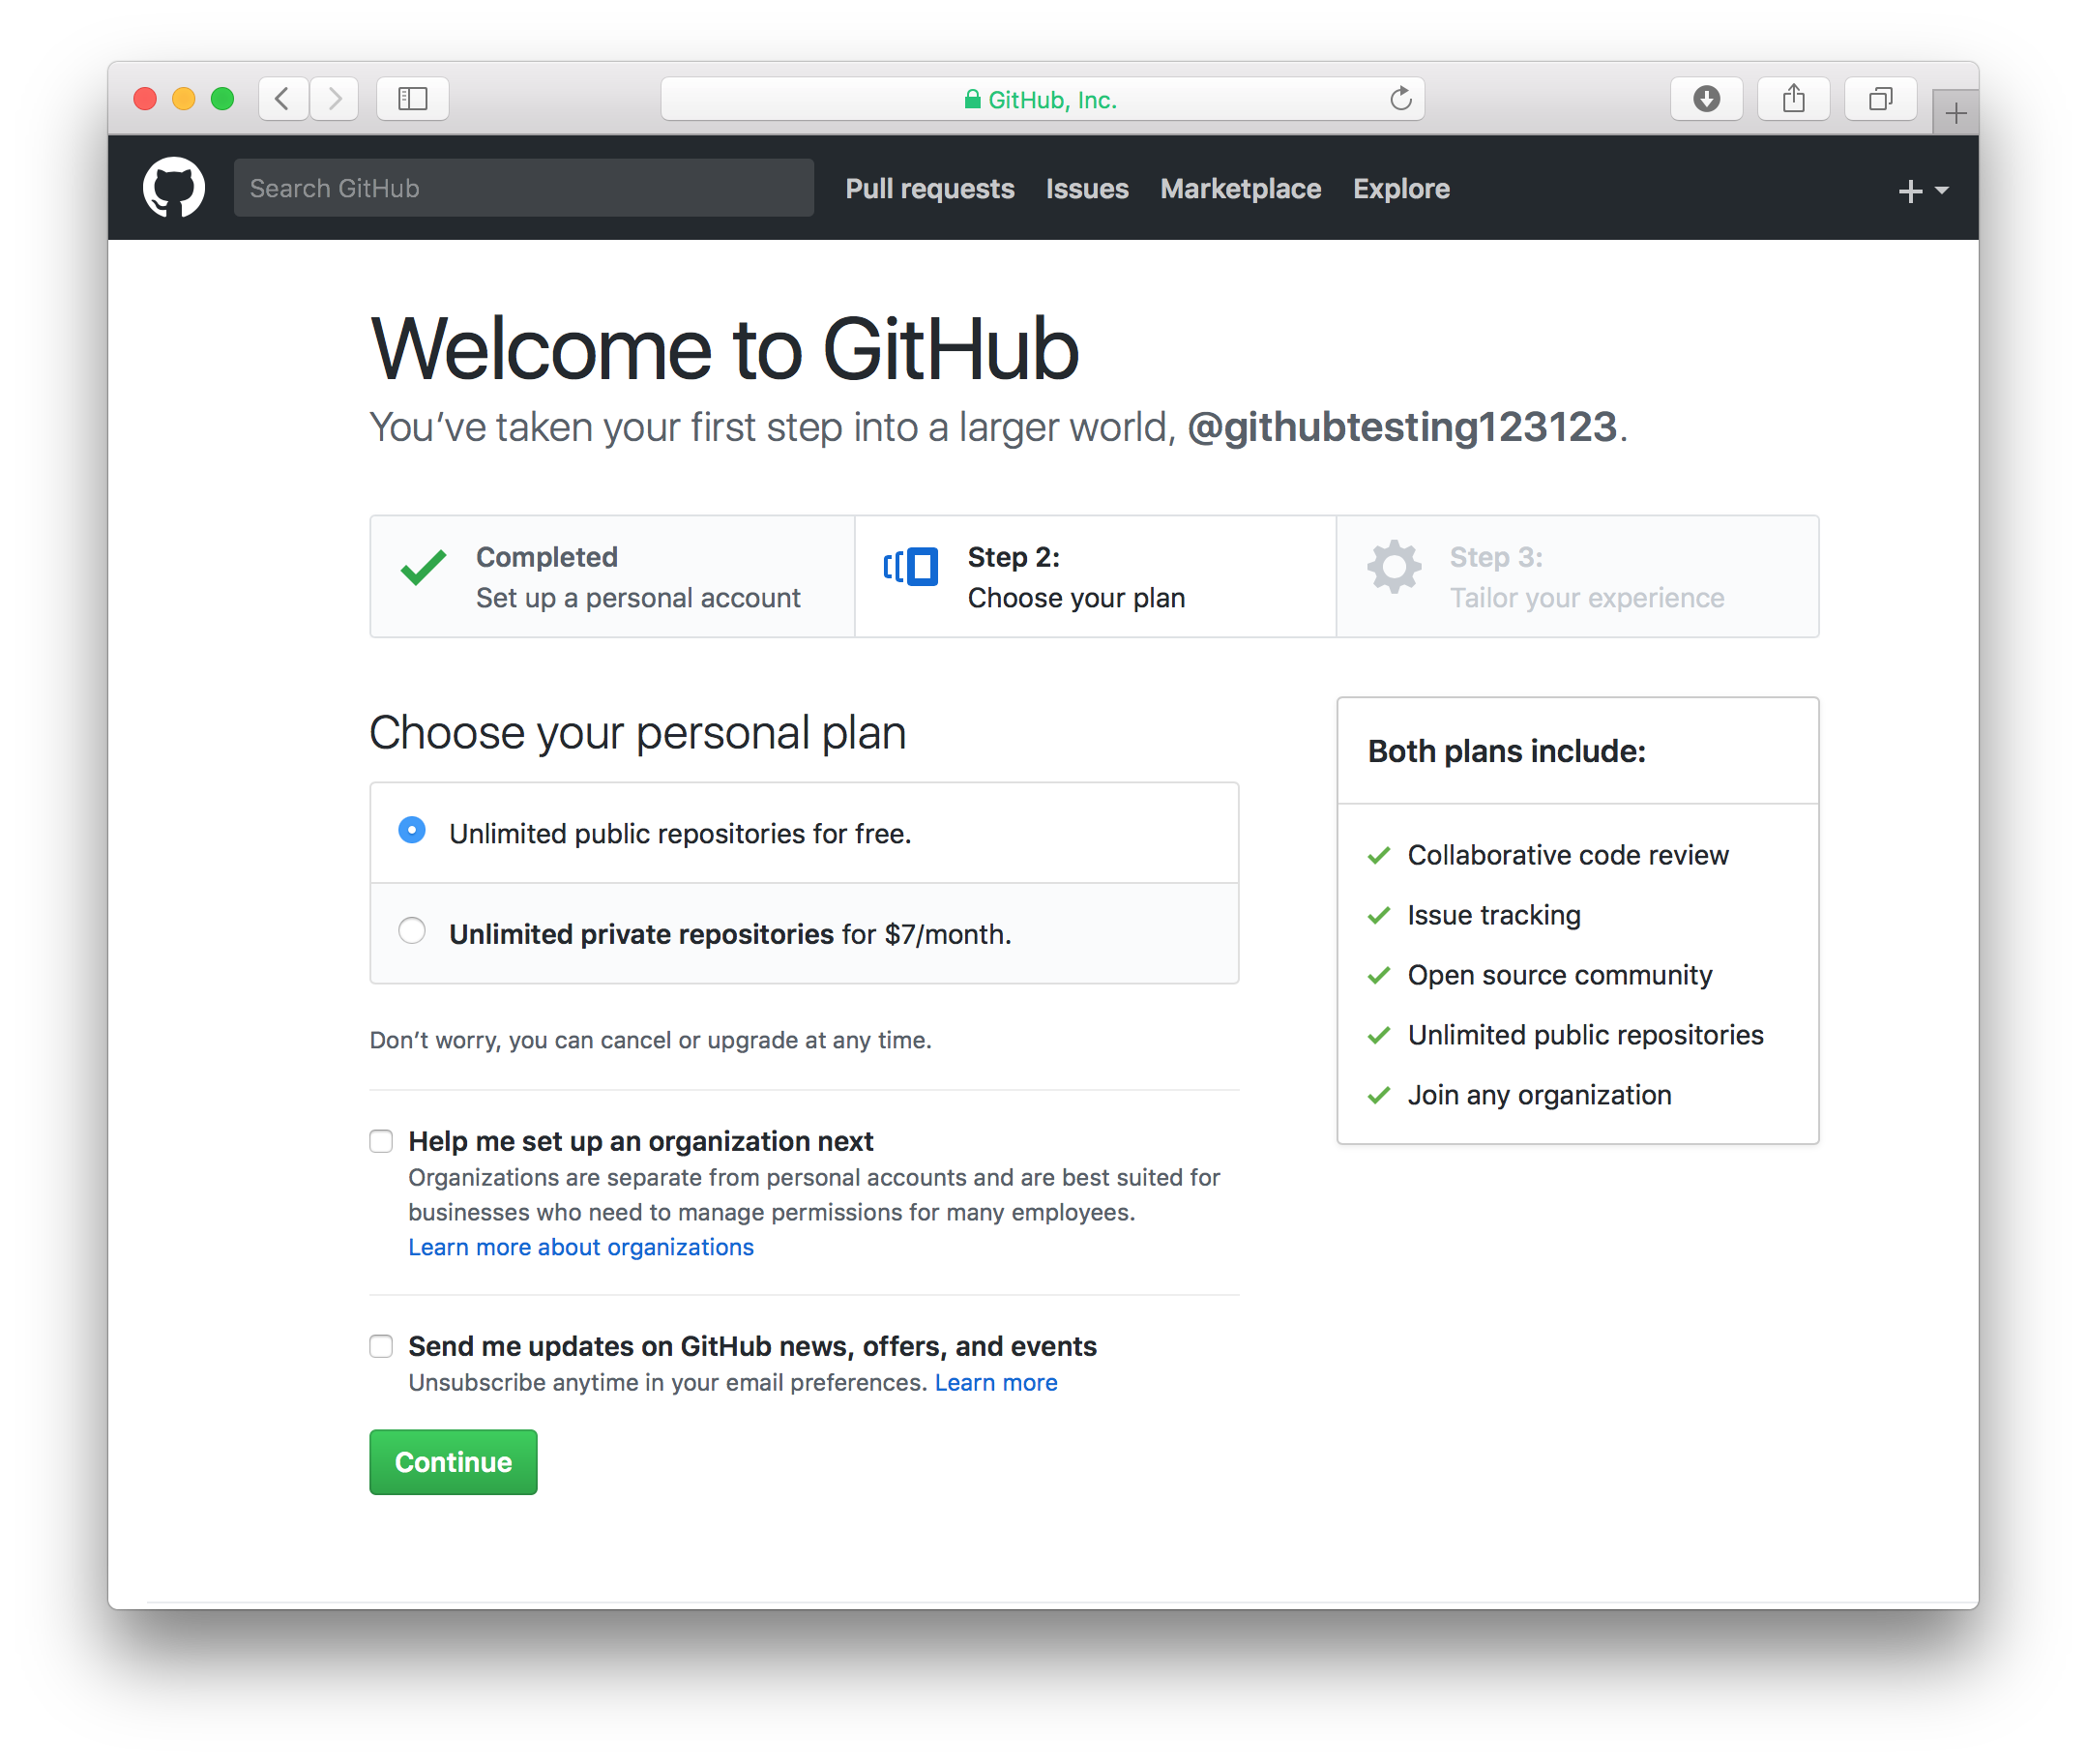 GitHub, Inc.
Search GitHub
Pull requests
Issues
Marketplace
Explore
Welcome to GitHub
You’ve taken your first step into a larger world, @githubtesting123123.
Completed
Set up a personal account
Step 2:
Choose your plan
Step 3:
Tailor your experience
Choose your personal plan
Unlimited public repositories for free.
Unlimited private repositories for $7/month.
Don’t worry, you can cancel or upgrade at any time.
Help me set up an organization next
Organizations are separate from personal accounts and are best suited for
businesses who need to manage permissions for many employees.
Learn more about organizations
Send me updates on GitHub news, offers, and events
Unsubscribe anytime in your email preferences. Learn more
Continue
Both plans include:
Collaborative code review
Issue tracking
Open source community
Unlimited public repositories
Join any organization